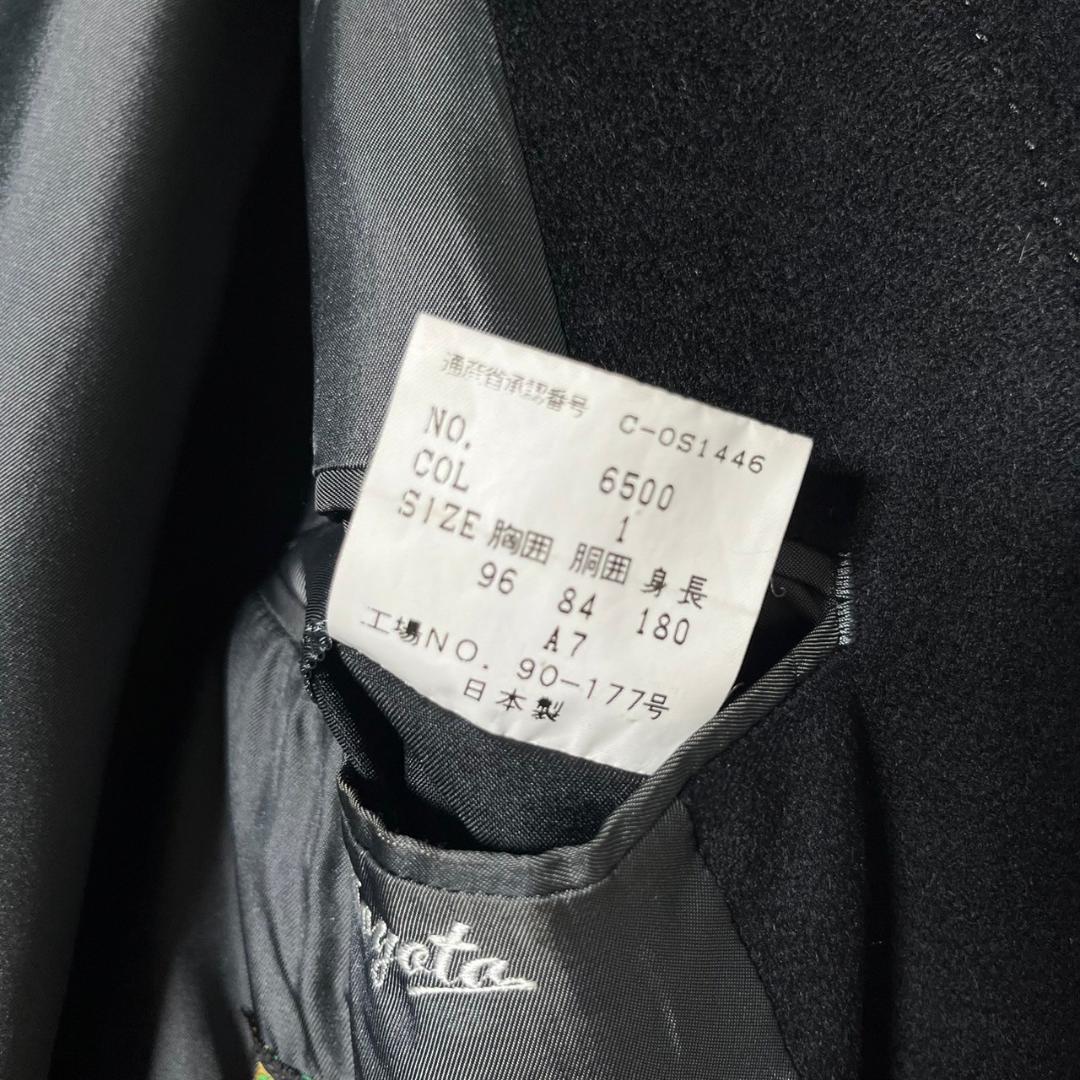 通産省承認番号 C-OS1446
NO. 6500
COL 1
SIZE 胸囲 胴囲 身長
96 84 180
A7
工場NO. 90-177号
日本製
yota